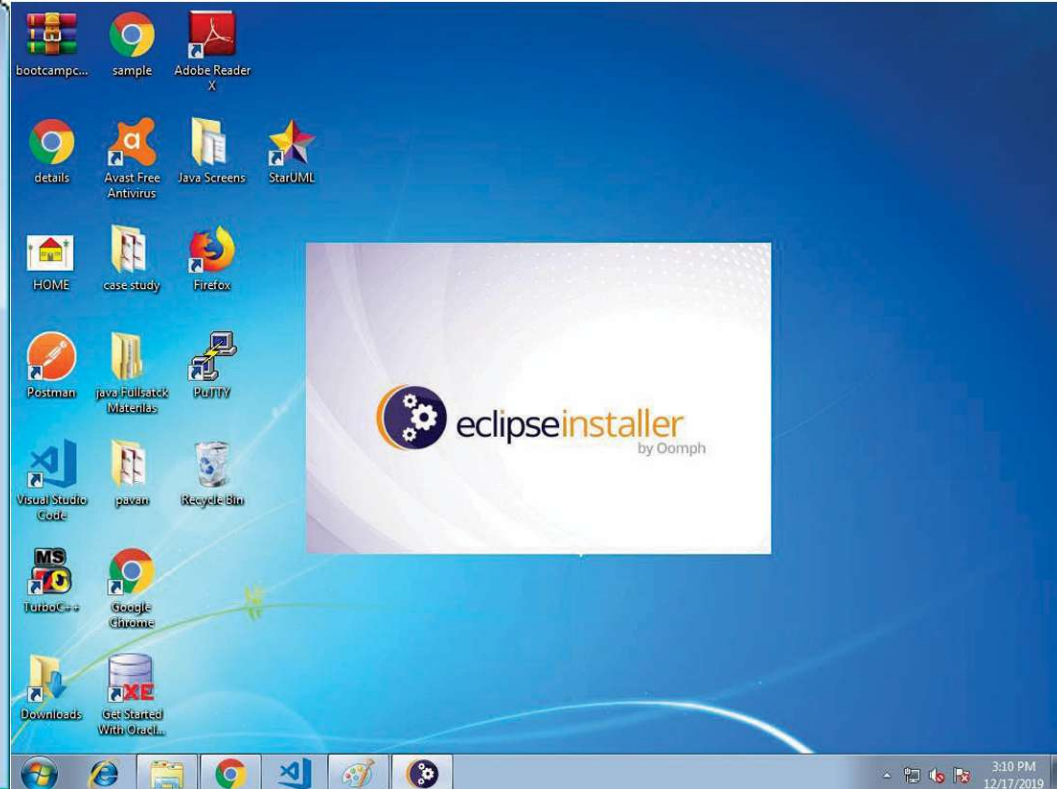 bootcampc...
sample
Adobe Reader
X
details
Avast Free
Antivirus
Java Screens
StarUML
HOME
case study
Firefox
Postman
java Fullsatck
Materilas
PuTTY
Visual Studio
Code
pavan
Recycle Bin
MS
TurboC++
Google
Chrome
XE
Downloads
Get Started
With Oracl...
eclipseinstaller
by Oomph
3:10 PM
12/17/2019